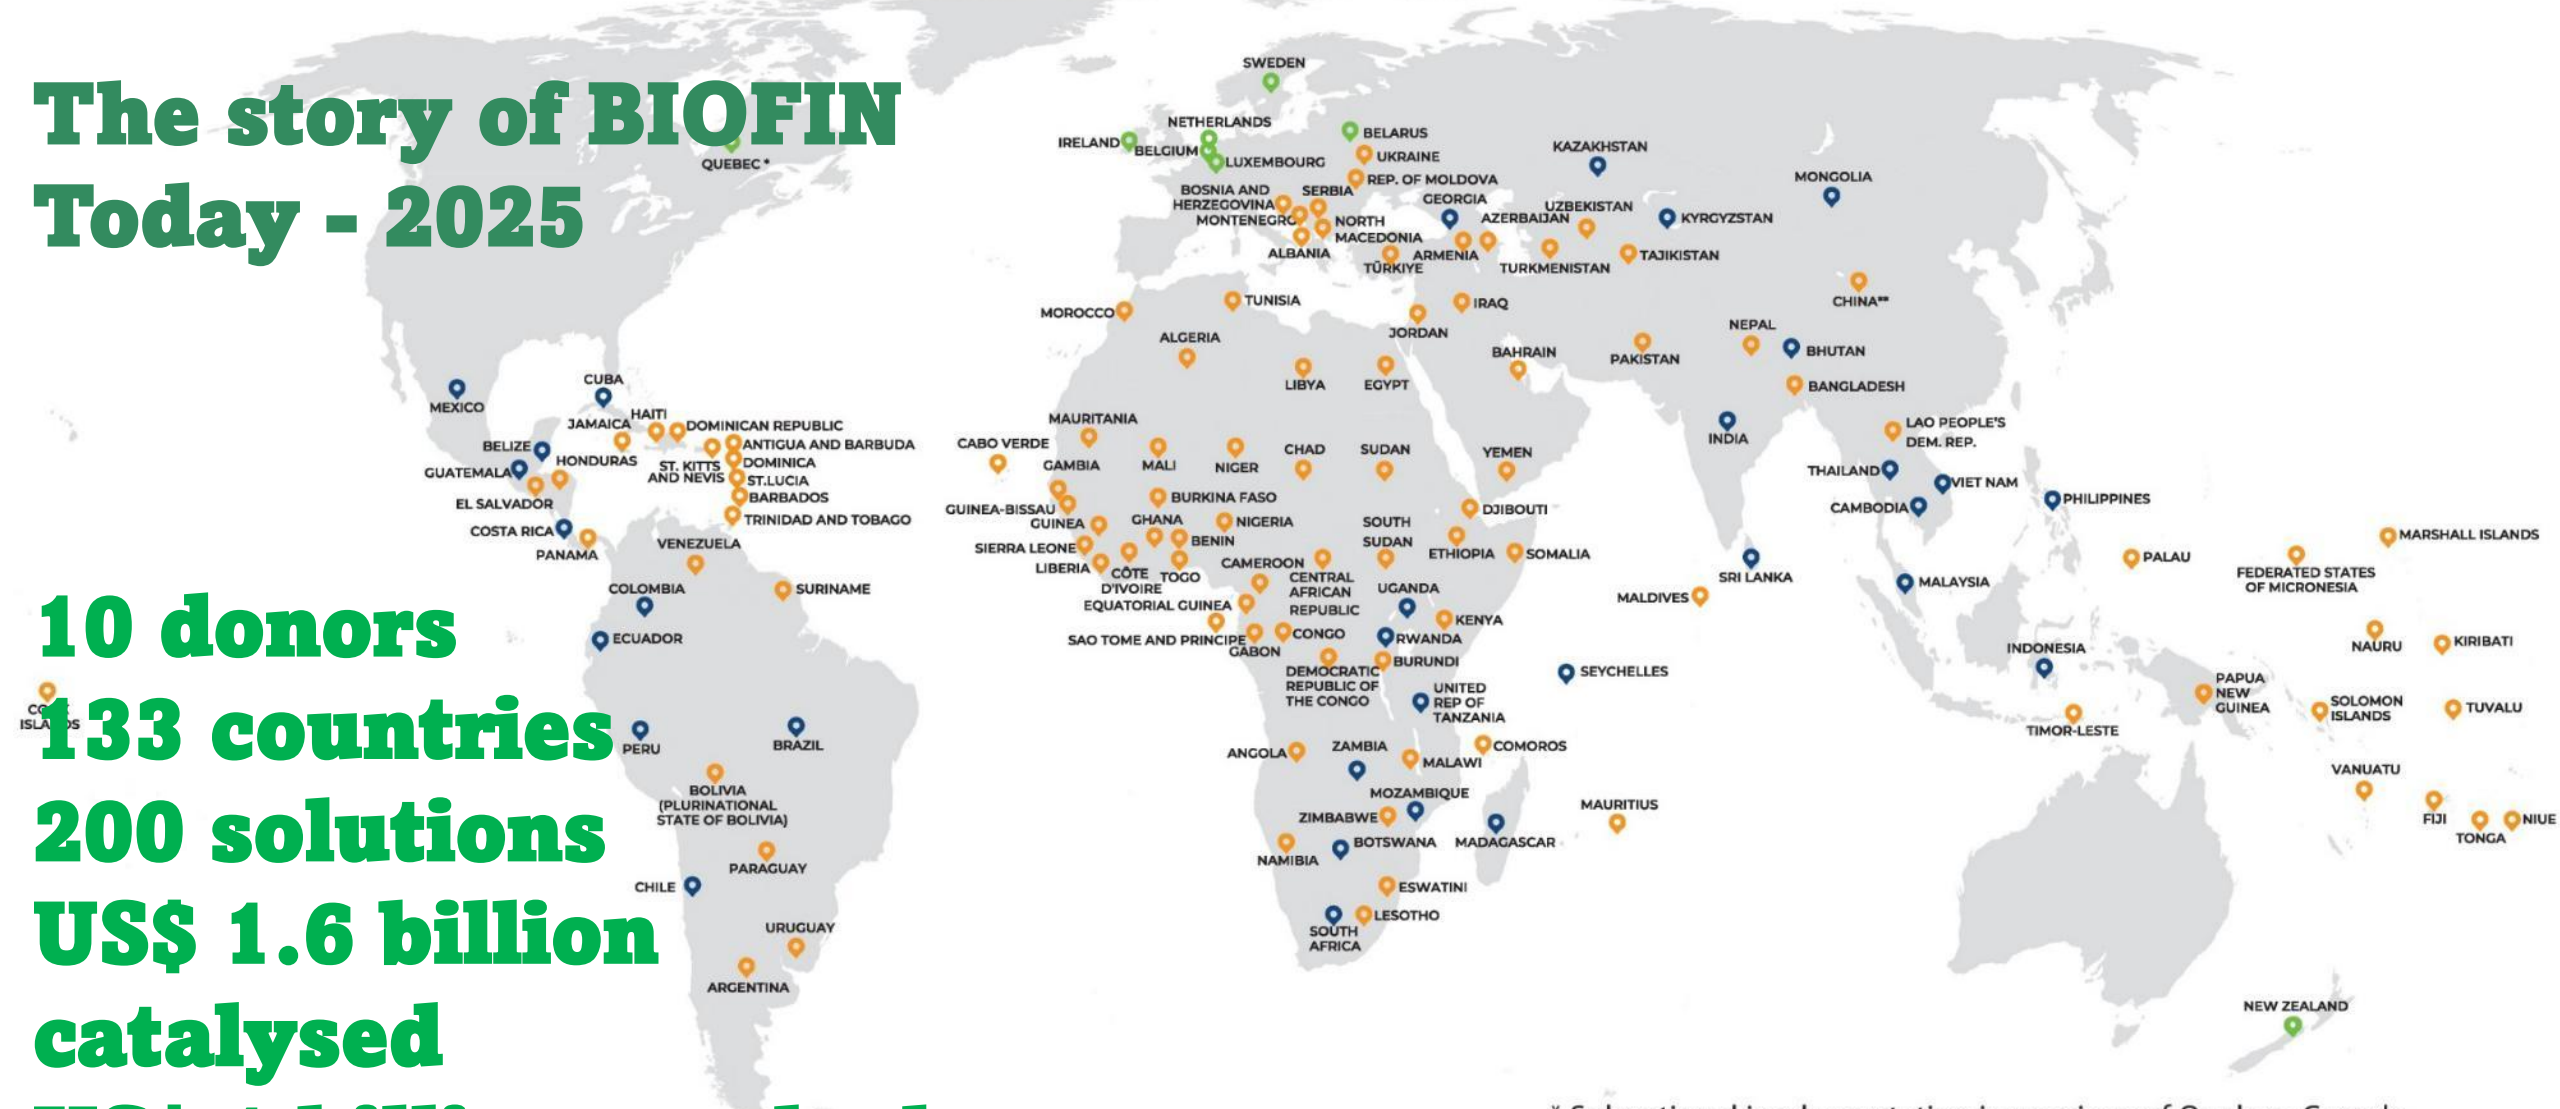 The story of BIOFIN
Today - 2025
10 donors
133 countries
200 solutions
US$ 1.6 billion
catalysed
QUEBEC *
SWEDEN
NETHERLANDS
IRELAND
BELGIUM
LUXEMBOURG
BELARUS
UKRAINE
REP. OF MOLDOVA
BOSNIA AND
HERZEGOVINA
SERBIA
MONTENEGRO
NORTH
MACEDONIA
ALBANIA
TÜRKIYE
GEORGIA
ARMENIA
AZERBAIJAN
KAZAKHSTAN
UZBEKISTAN
KYRGYZSTAN
TURKMENISTAN
TAJIKISTAN
MONGOLIA
CHINA**
MOROCCO
TUNISIA
ALGERIA
LIBYA
EGYPT
JORDAN
IRAQ
BAHRAIN
PAKISTAN
NEPAL
BHUTAN
BANGLADESH
INDIA
LAO PEOPLE'S
DEM. REP.
THAILAND
VIET NAM
CAMBODIA
PHILIPPINES
SRI LANKA
MALDIVES
MALAYSIA
INDONESIA
TIMOR-LESTE
MEXICO
CUBA
JAMAICA
HAITI
DOMINICAN REPUBLIC
ANTIGUA AND BARBUDA
BELIZE
GUATEMALA
HONDURAS
ST. KITTS
AND NEVIS
DOMINICA
ST.LUCIA
BARBADOS
TRINIDAD AND TOBAGO
EL SALVADOR
COSTA RICA
PANAMA
VENEZUELA
COLOMBIA
SURINAME
ECUADOR
PERU
BRAZIL
BOLIVIA
(PLURINATIONAL
STATE OF BOLIVIA)
PARAGUAY
CHILE
URUGUAY
ARGENTINA
ISLANDS
CABO VERDE
MAURITANIA
GAMBIA
MALI
NIGER
CHAD
SUDAN
YEMEN
GUINEA-BISSAU
GUINEA
SIERRA LEONE
LIBERIA
BURKINA FASO
GHANA
NIGERIA
BENIN
CÔTE
D'IVOIRE
TOGO
CAMEROON
CENTRAL
AFRICAN
REPUBLIC
SOUTH
SUDAN
DJIBOUTI
ETHIOPIA
SOMALIA
EQUATORIAL GUINEA
SAO TOME AND PRINCIPE
GABON
CONGO
UGANDA
KENYA
RWANDA
BURUNDI
DEMOCRATIC
REPUBLIC OF
THE CONGO
UNITED
REP OF
TANZANIA
SEYCHELLES
ANGOLA
ZAMBIA
MALAWI
COMOROS
MOZAMBIQUE
ZIMBABWE
MAURITIUS
NAMIBIA
BOTSWANA
MADAGASCAR
ESWATINI
LESOTHO
SOUTH
AFRICA
PALAU
MARSHALL ISLANDS
FEDERATED STATES
OF MICRONESIA
NAURU
KIRIBATI
PAPUA
NEW
GUINEA
SOLOMON
ISLANDS
TUVALU
VANUATU
FIJI
TONGA
NIUE
NEW ZEALAND